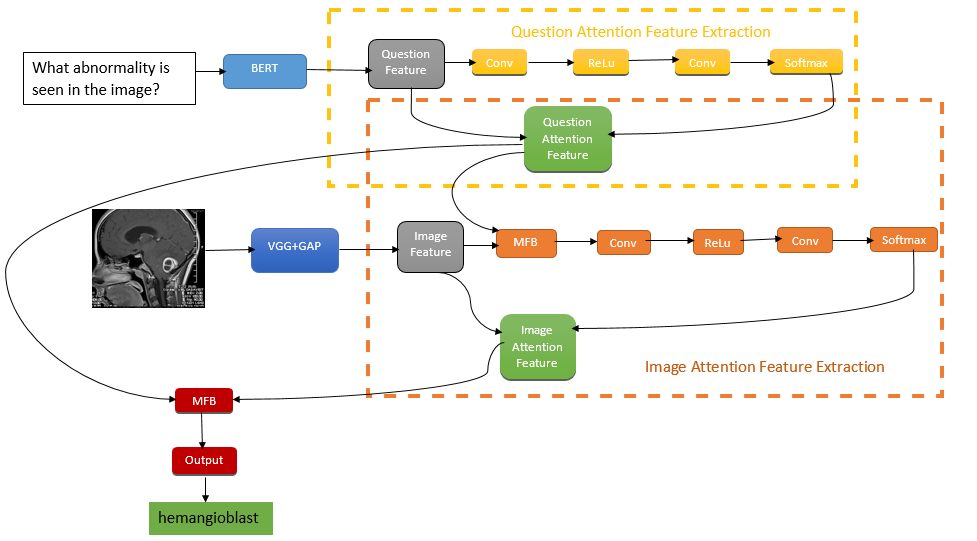 Question Attention Feature Extraction
What abnormality is
seen in the image?
BERT
Question
Feature
Conv
ReLu
Conv
Softmax
Question
Attention
Feature
VGG+GAP
Image
Feature
MFB
Conv
ReLu
Conv
Softmax
Image
Attention
Feature
Image Attention Feature Extraction
MFB
Output
hemangioblast